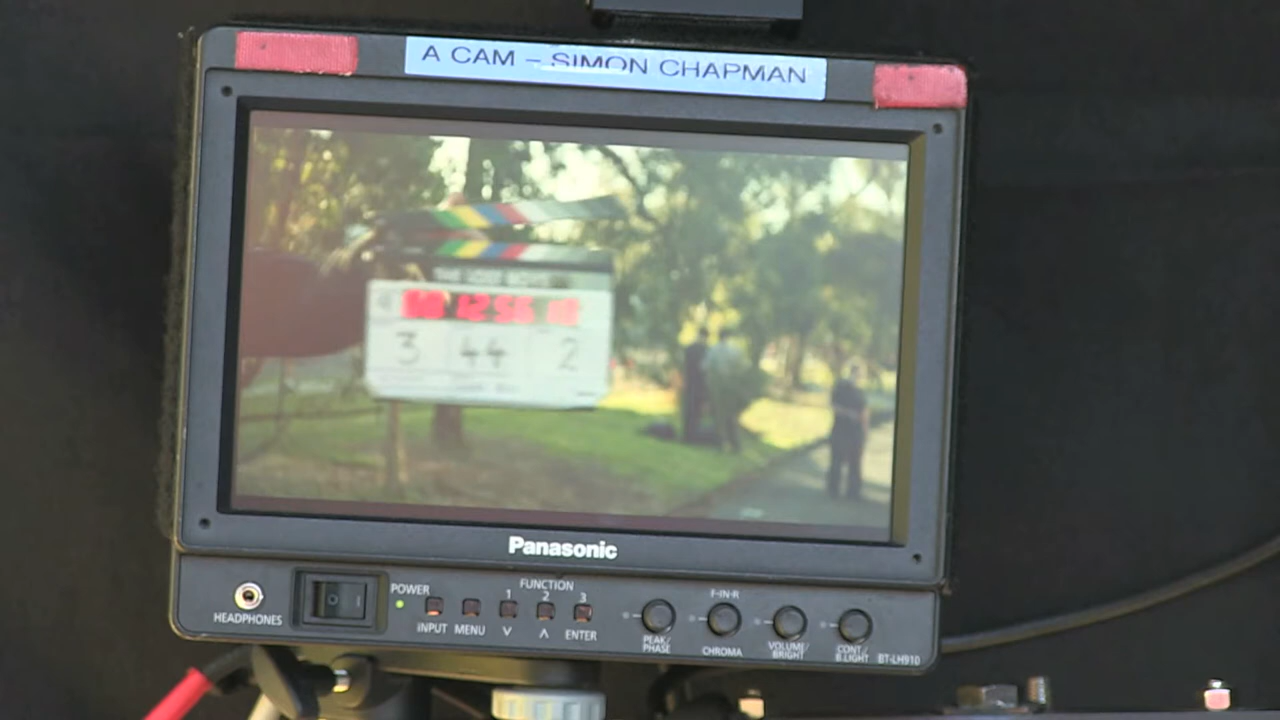 A CAM – SIMON CHAPMAN
3 44 2
Panasonic
HEADPHONES
POWER
INPUT
MENU
FUNCTION
1 2 3
ENTER
PEAK/
PHASE
F-IN-R
CHROMA
VOLUME/
BRIGHT
CONT./
B.LIGHT
BT-LH910